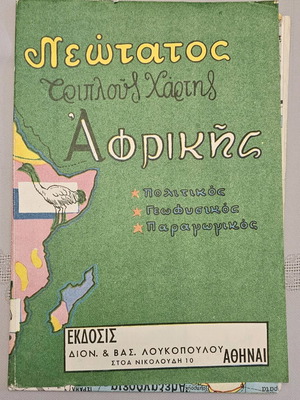 Νεώτατος
Τριπλοῦς Χάρτης
Ἀφρικῆς
Πολιτικός
Γεωφυσικός
Παραγωγικός
ΕΚΔΟΣΙΣ
ΔΙΟΝ. & ΒΑΣ. ΛΟΥΚΟΠΟΥΛΟΥ
ΣΤΟΑ ΝΙΚΟΛΟΥΔΗ 10
ΑΘΗΝΑΙ